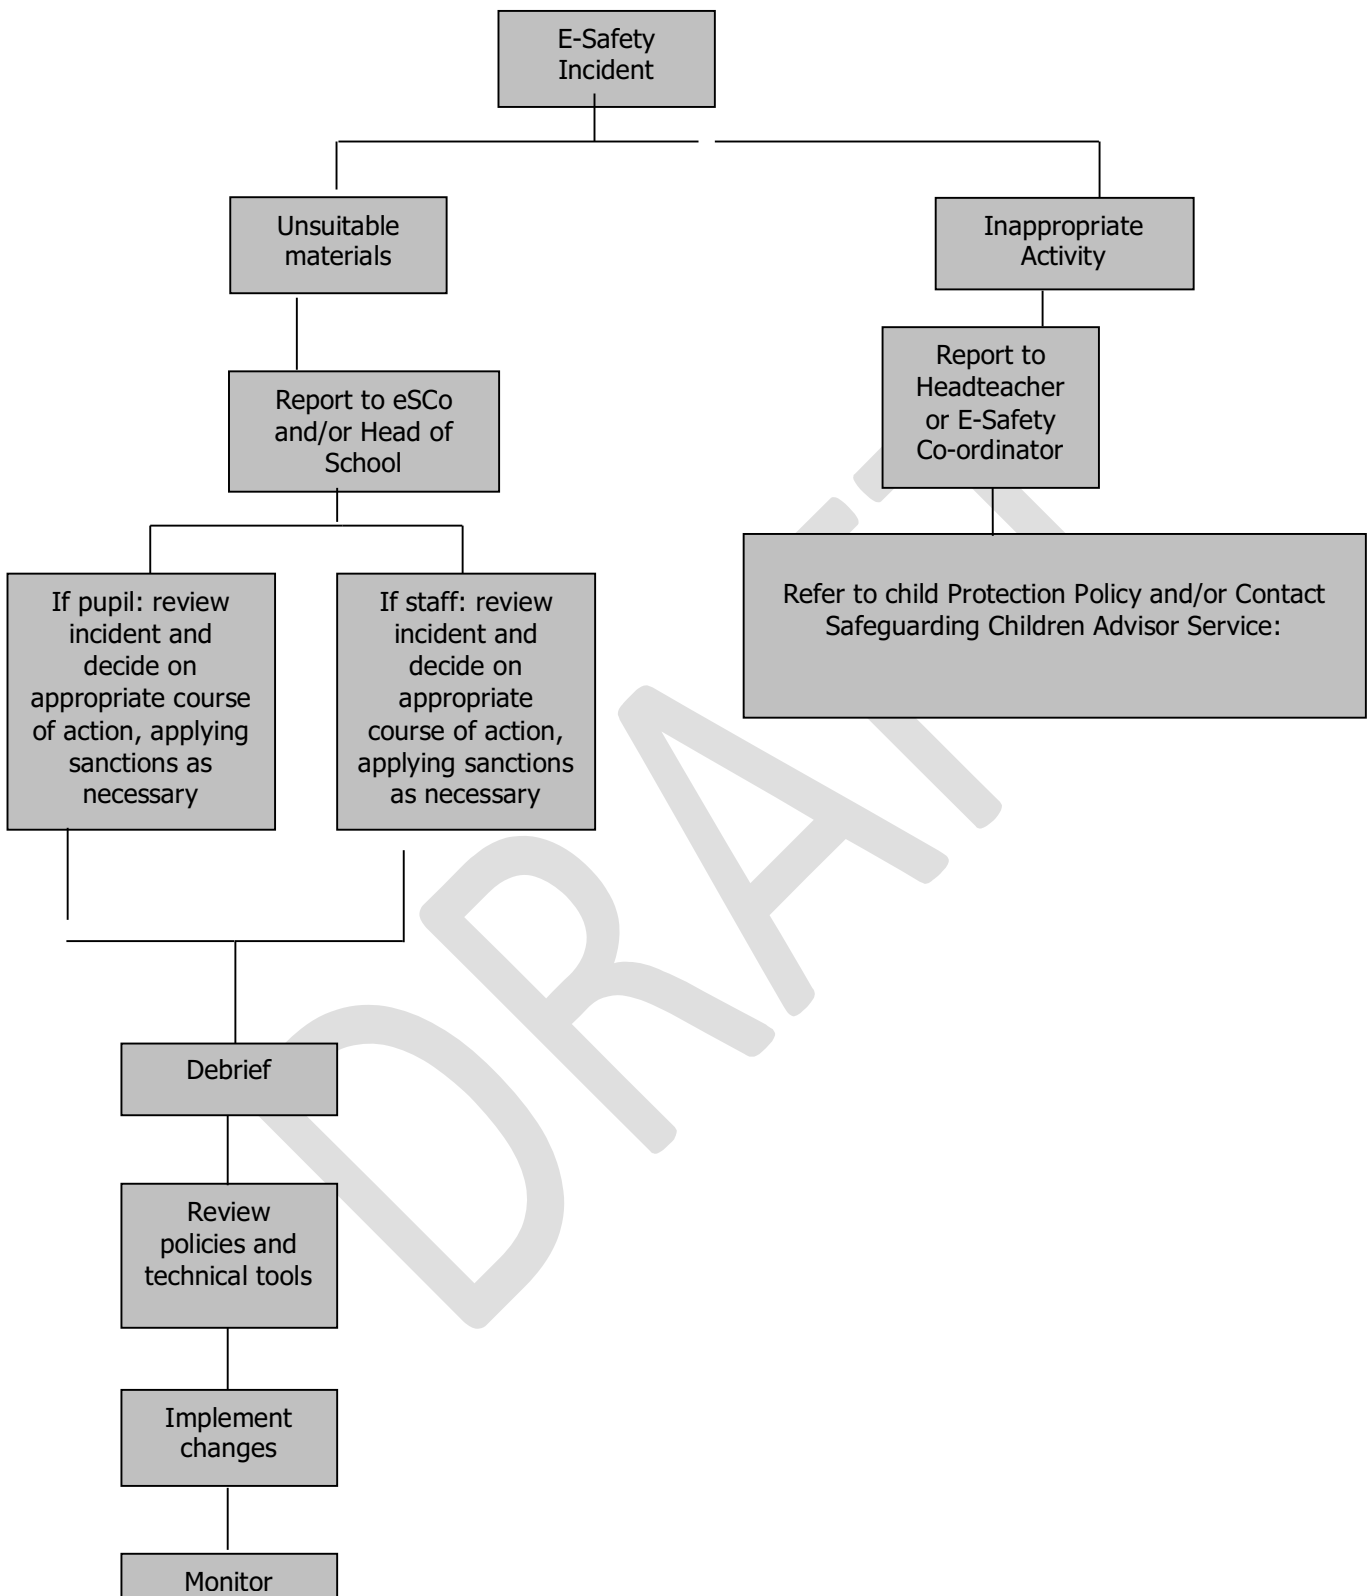 E-Safety
Incident
Unsuitable
materials
Inappropriate
Activity
Report to eSCo
and/or Head of
School
Report to
Headteacher
or E-Safety
Co-ordinator
If pupil: review
incident and
decide on
appropriate course
of action, applying
sanctions as
necessary
If staff: review
incident and
decide on
appropriate
course of action,
applying sanctions
as necessary
Refer to child Protection Policy and/or Contact
Safeguarding Children Advisor Service:
DRAFT
Debrief
Review
policies and
technical tools
Implement
changes
Monitor